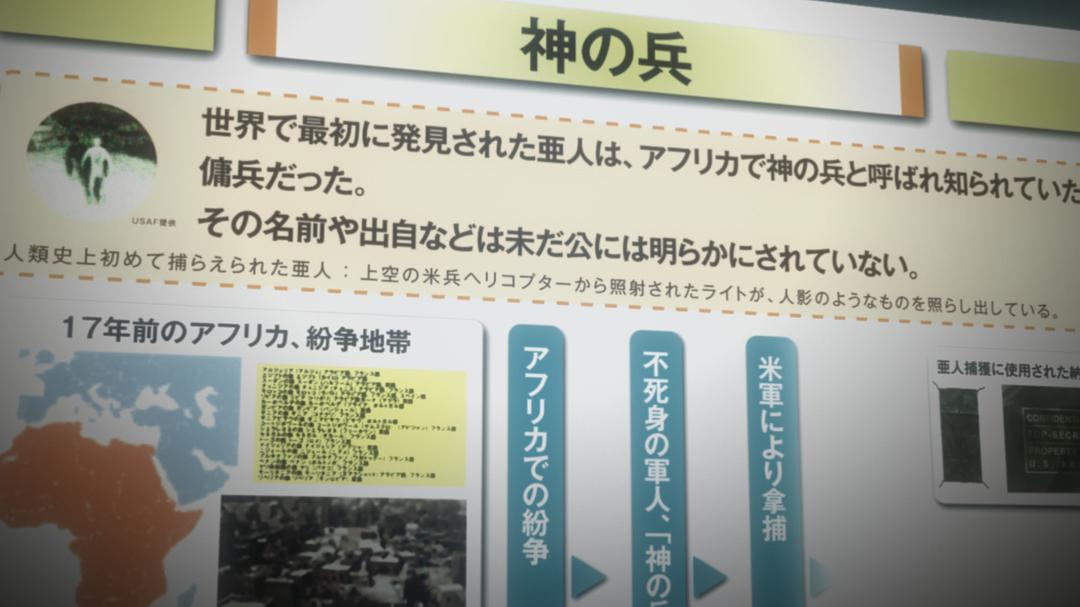 神の兵
世界で最初に発見された亜人は、アフリカで神の兵と呼ばれ知られていた
傭兵だった。
その名前や出自などは未だ公には明らかにされていない。
USAF提供
人類史上初めて捕らえられた亜人：上空の米兵ヘリコプターから照射されたライトが、人影のようなものを照らし出している。
17年前のアフリカ、紛争地帯
アフリカでの紛争
不死身の軍人、「神の兵
米軍により拿捕
亜人捕獲に使用された